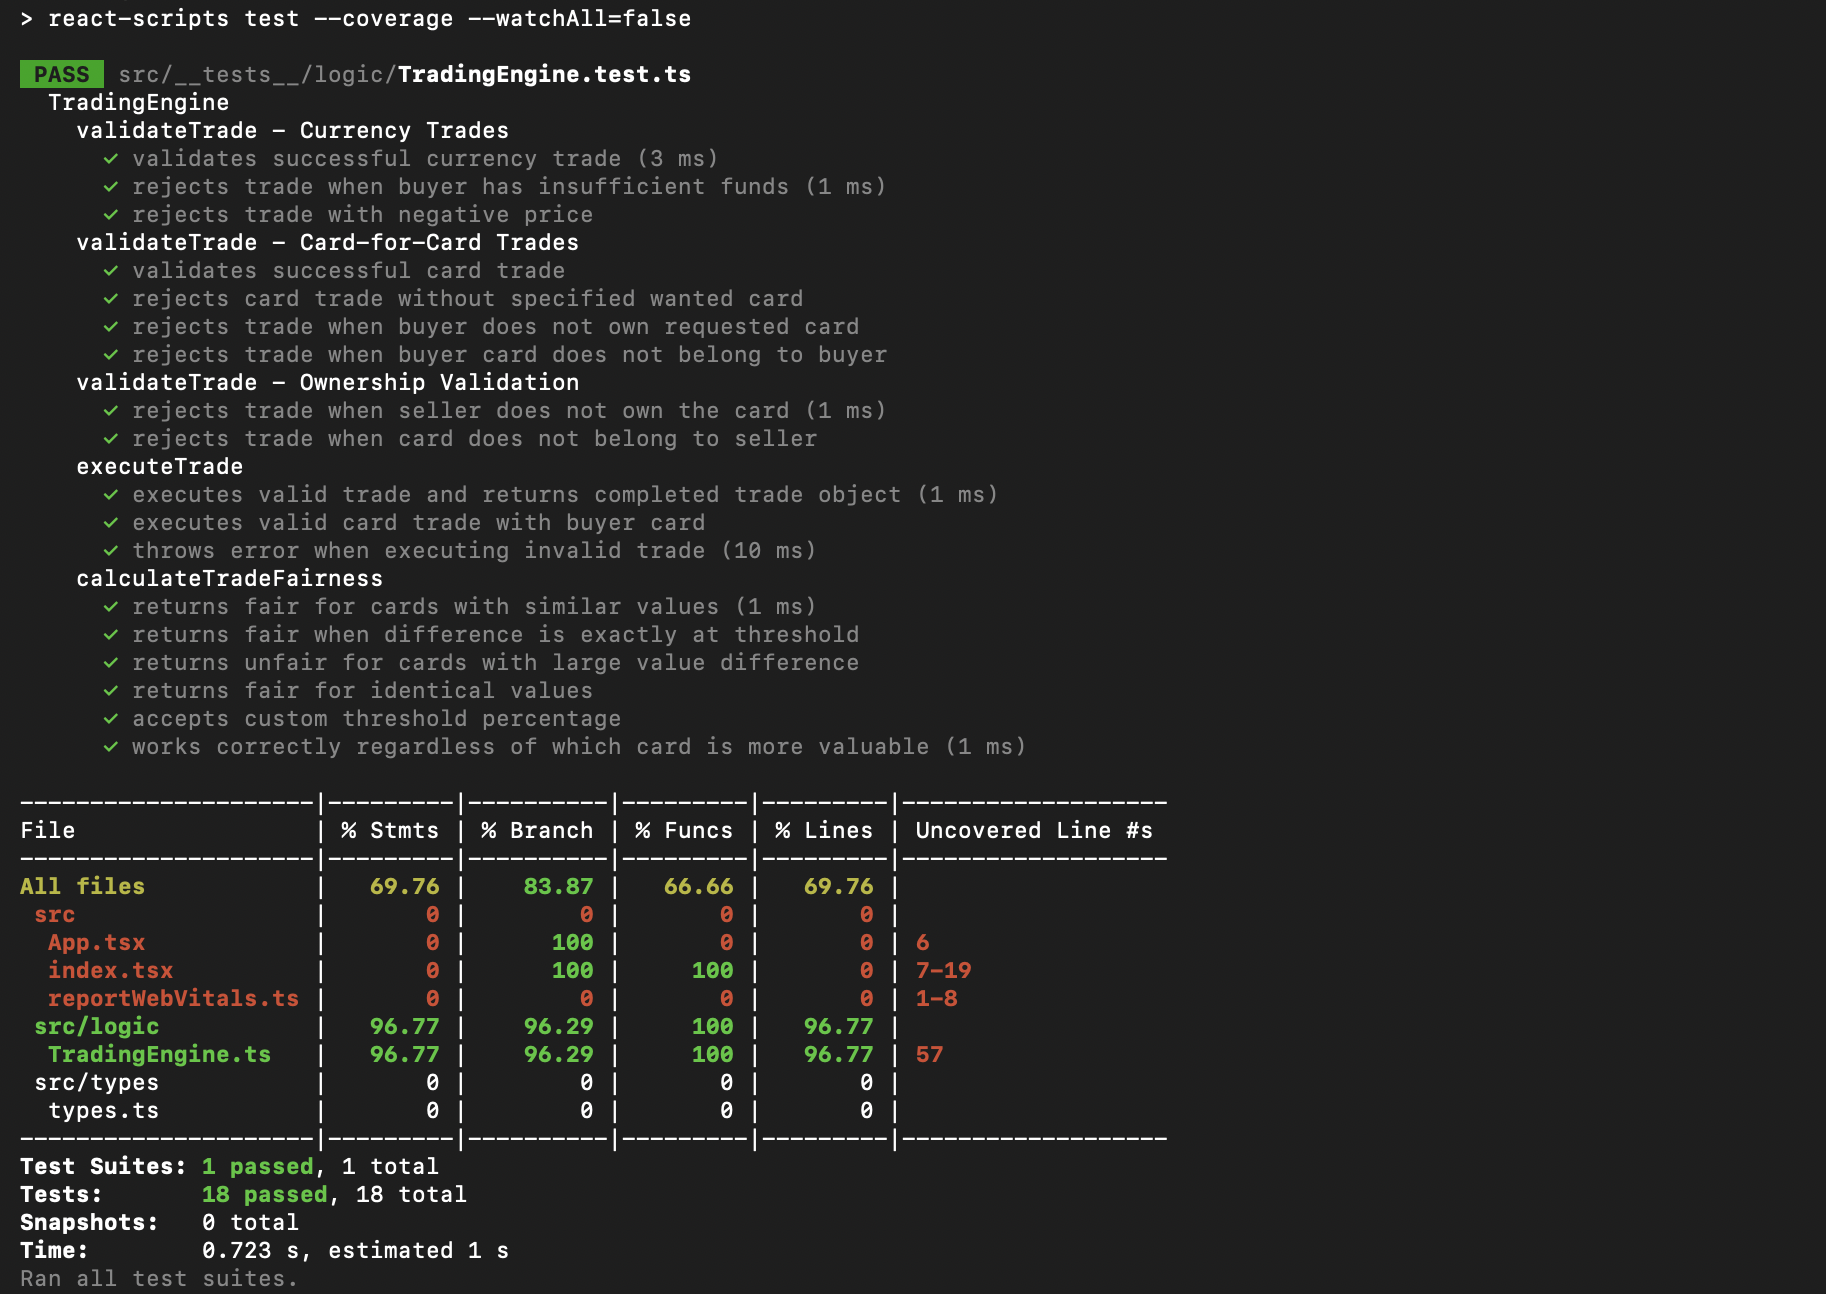 > react-scripts test --coverage --watchAll=false
PASS src/__tests__/logic/TradingEngine.test.ts
TradingEngine
validateTrade – Currency Trades
✓ validates successful currency trade (3 ms)
✓ rejects trade when buyer has insufficient funds (1 ms)
✓ rejects trade with negative price
validateTrade – Card-for-Card Trades
✓ validates successful card trade
✓ rejects card trade without specified wanted card
✓ rejects trade when buyer does not own requested card
✓ rejects trade when buyer card does not belong to buyer
validateTrade – Ownership Validation
✓ rejects trade when seller does not own the card (1 ms)
✓ rejects trade when card does not belong to seller
executeTrade
✓ executes valid trade and returns completed trade object (1 ms)
✓ executes valid card trade with buyer card
✓ throws error when executing invalid trade (10 ms)
calculateTradeFairness
✓ returns fair for cards with similar values (1 ms)
✓ returns fair when difference is exactly at threshold
✓ returns unfair for cards with large value difference
✓ returns fair for identical values
✓ accepts custom threshold percentage
✓ works correctly regardless of which card is more valuable (1 ms)
---------------------|---------|----------|---------|---------|-------------------
File | % Stmts | % Branch | % Funcs | % Lines | Uncovered Line #s
---------------------|---------|----------|---------|---------|-------------------
All files | 69.76 | 83.87 | 66.66 | 69.76 |
src | 0 | 0 | 0 | 0 |
App.tsx | 0 | 100 | 0 | 0 | 6
index.tsx | 0 | 100 | 100 | 0 | 7-19
reportWebVitals.ts | 0 | 0 | 0 | 0 | 1-8
src/logic | 96.77 | 96.29 | 100 | 96.77 |
TradingEngine.ts | 96.77 | 96.29 | 100 | 96.77 | 57
src/types | 0 | 0 | 0 | 0 |
types.ts | 0 | 0 | 0 | 0 |
---------------------|---------|----------|---------|---------|-------------------
Test Suites: 1 passed, 1 total
Tests: 18 passed, 18 total
Snapshots: 0 total
Time: 0.723 s, estimated 1 s
Ran all test suites.